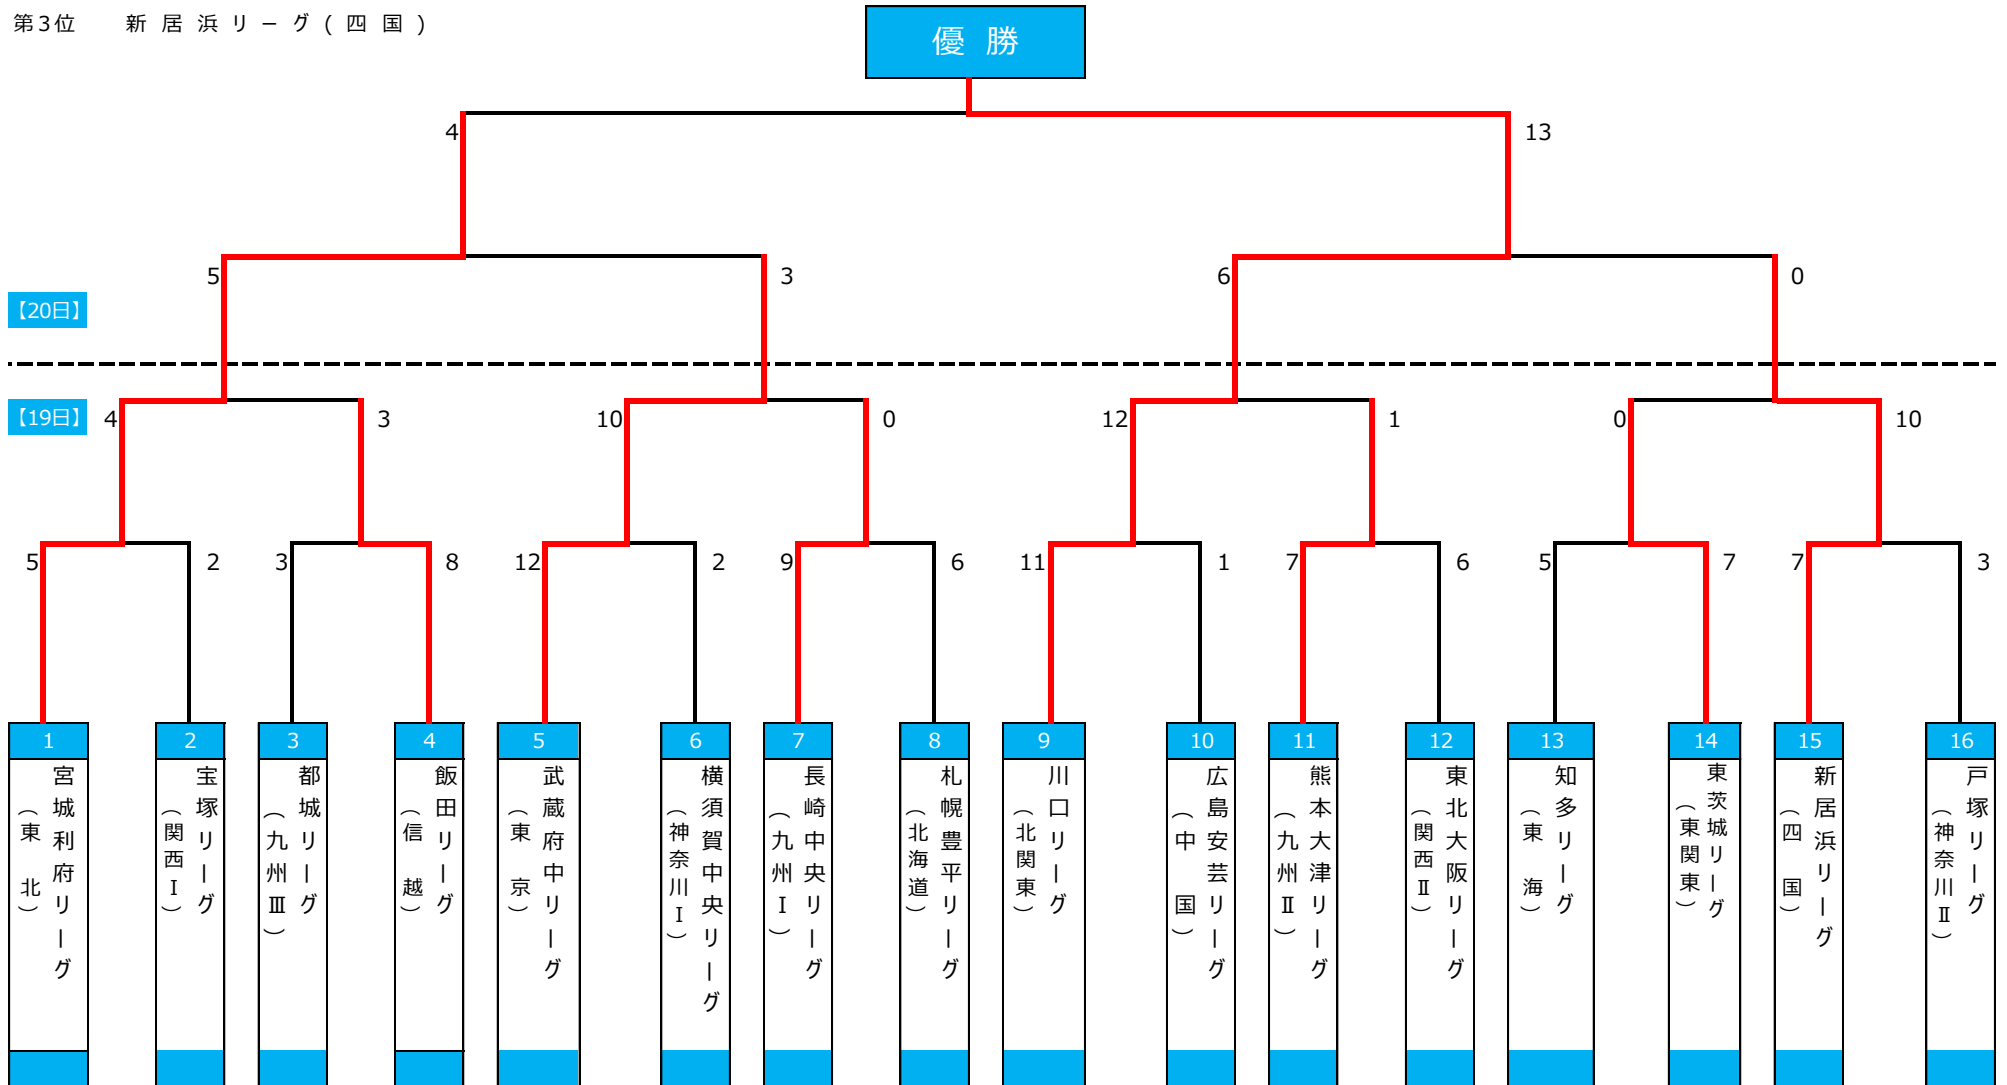 第3位 新居浜リーグ(四国)
優勝
4 13
5 3 6 0
【20日】
【19日】
4 3 10 0 12 1 0 10
5 2 3 8 12 2 9 6 11 1 7 6 5 7 7 3
1 2 3 4 5 6 7 8 9 10 11 12 13 14 15 16
宮城利府リーグ
(東 北)
宝塚リーグ
(関西Ⅰ)
都城リーグ
(九州Ⅲ)
飯田リーグ
(信 越)
武蔵府中リーグ
(東 京)
横須賀中央リーグ
(神奈川Ⅰ)
長崎中央リーグ
(九州Ⅰ)
札幌豊平リーグ
(北海道)
川口リーグ
(北関東)
広島安芸リーグ
(中 国)
熊本大津リーグ
(九州Ⅱ)
東北大阪リーグ
(関西Ⅱ)
知多リーグ
(東 海)
東茨城リーグ
(東関東)
新居浜リーグ
(四 国)
戸塚リーグ
(神奈川Ⅱ)